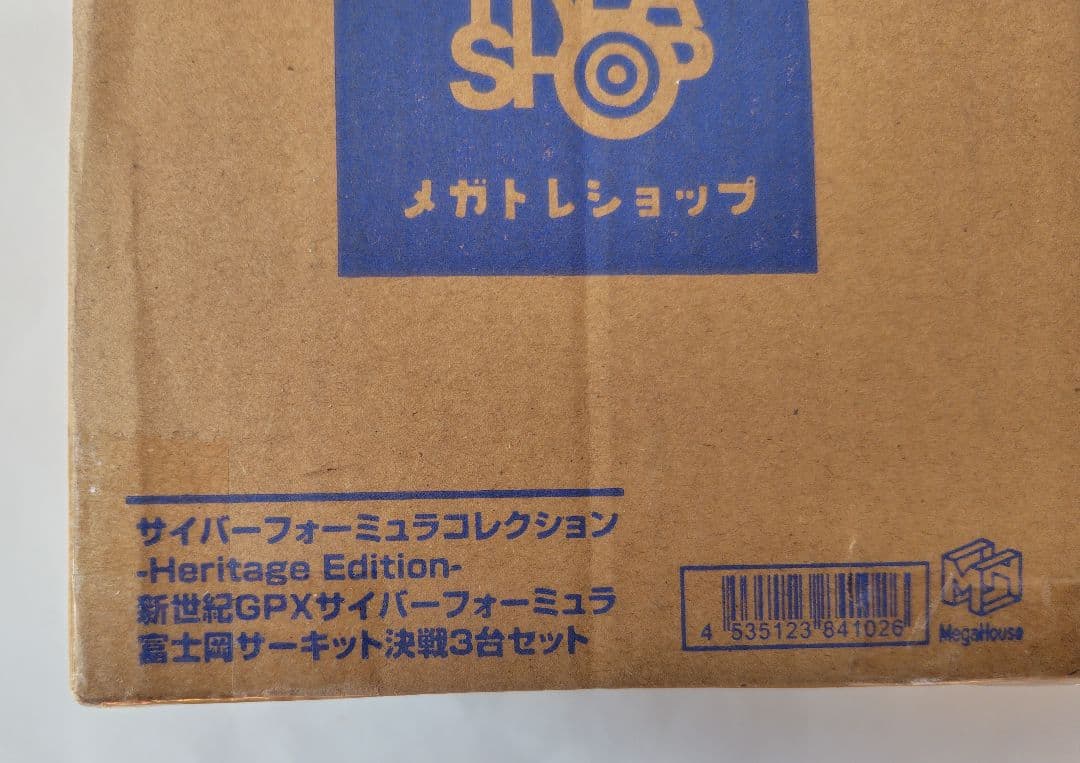 SHOP
メガトレショップ
サイバーフォーミュラコレクション
-Heritage Edition-
新世紀GPXサイバーフォーミュラ
富士岡サーキット決戦3台セット
4 535123 841026
MegaHouse